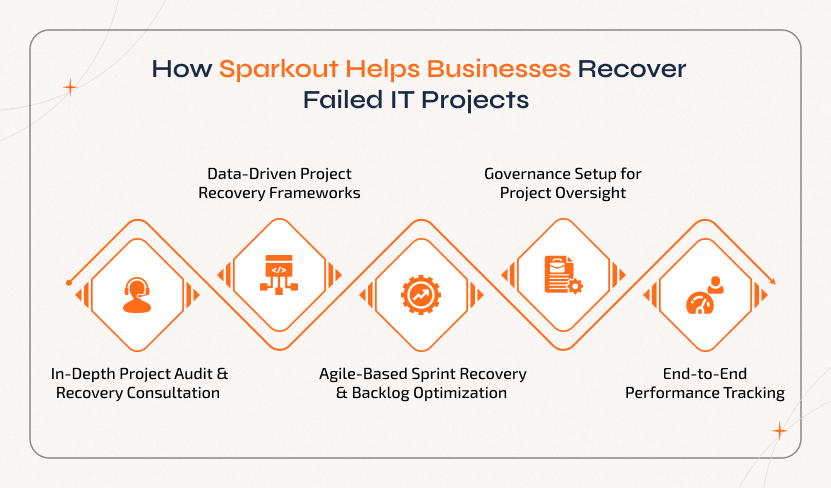 How Sparkout Helps Businesses Recover
Failed IT Projects
Data-Driven Project
Recovery Frameworks
Governance Setup for
Project Oversight
</>
In-Depth Project Audit &
Recovery Consultation
Agile-Based Sprint Recovery
& Backlog Optimization
End-to-End
Performance Tracking